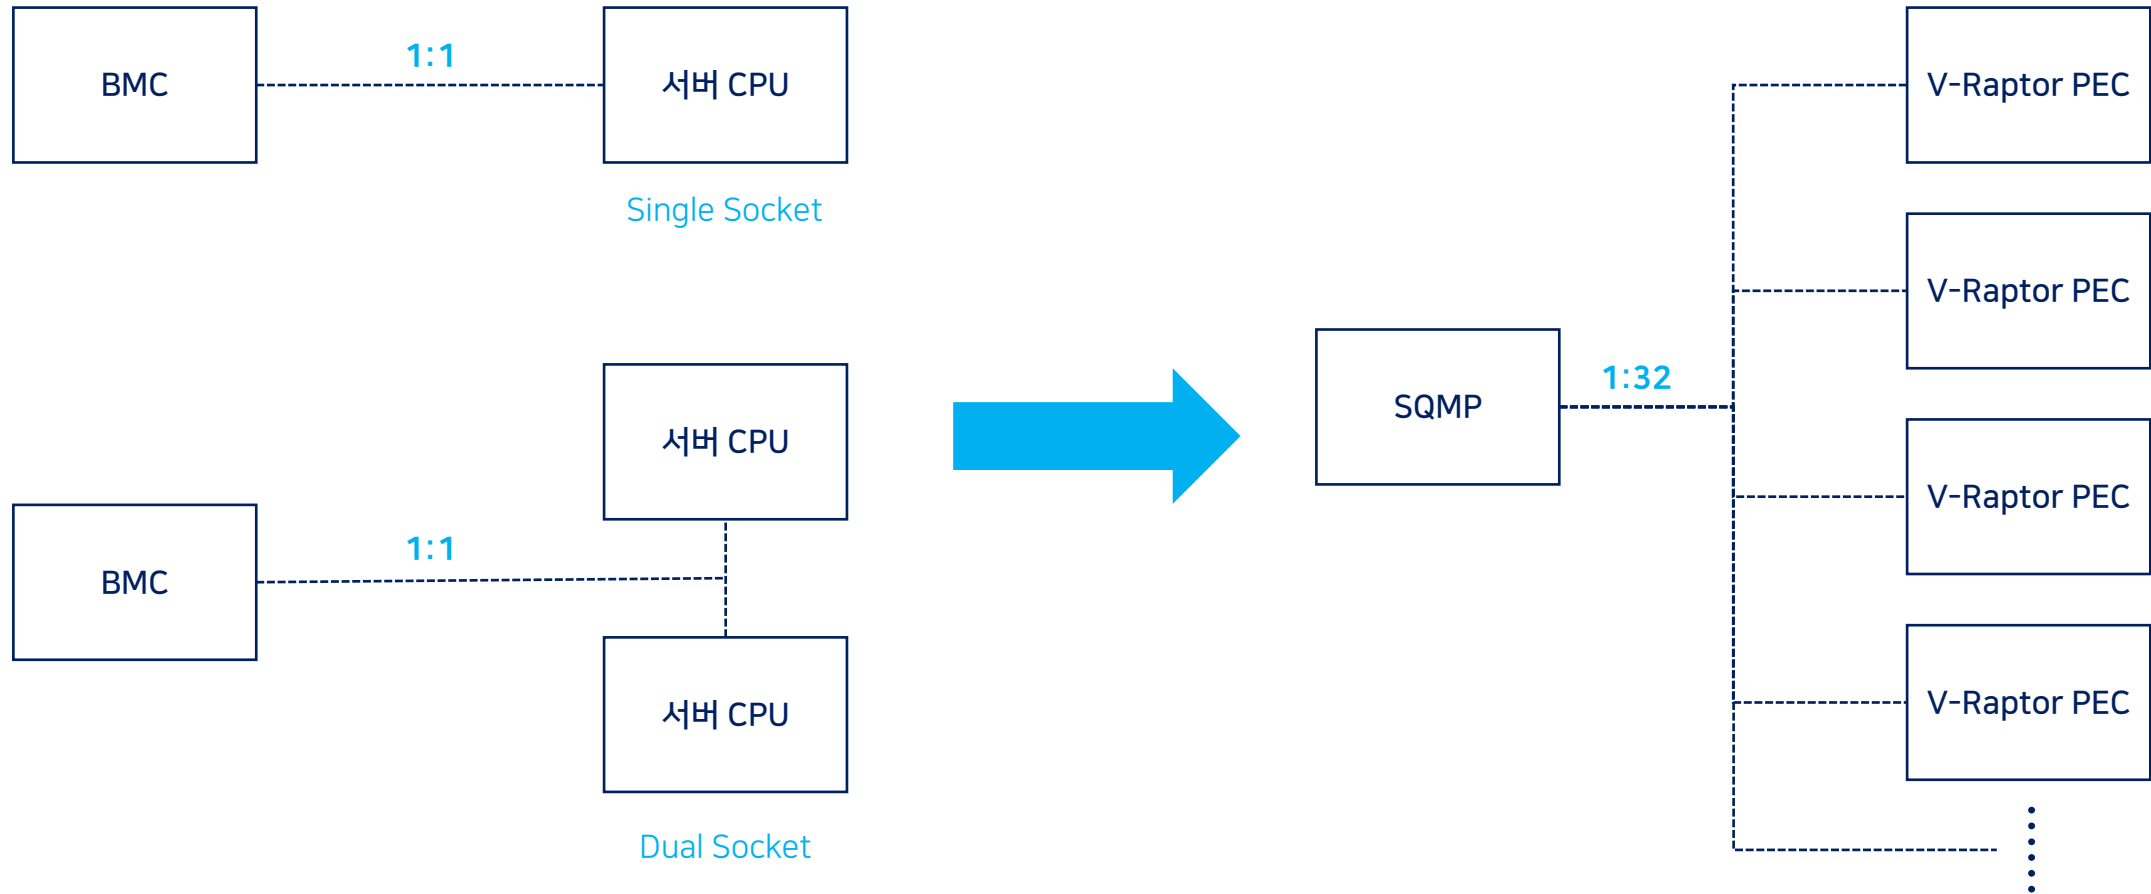 BMC
1:1
서버 CPU
Single Socket
BMC
1:1
서버 CPU
서버 CPU
Dual Socket
SQMP
1:32
V-Raptor PEC
V-Raptor PEC
V-Raptor PEC
V-Raptor PEC